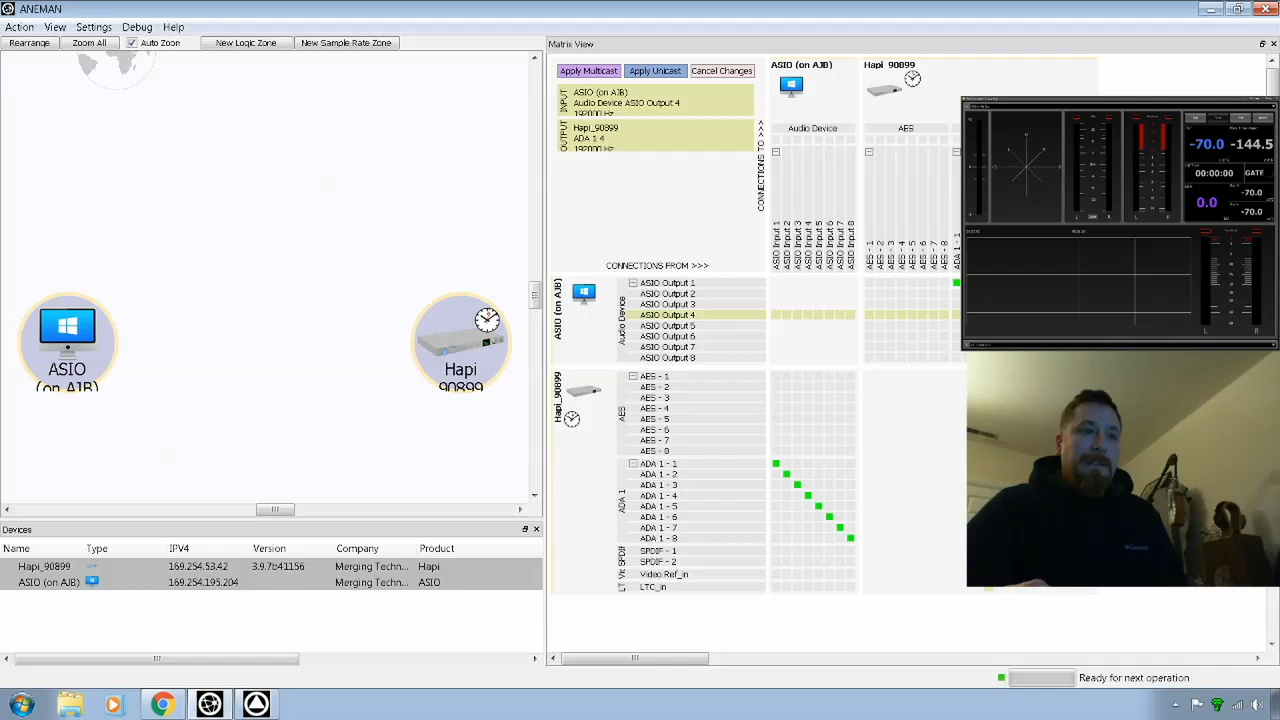 ANEMAN
Action View Settings Debug Help
Rearrange Zoom All Auto Zoom New Logic Zone New Sample Rate Zone
ASIO
(on AJB)
Hapi
90899
Devices
Name Type IPV4 Version Company Product
Hapi_90899 169.254.53.42 3.9.7b41156 Merging Techn... Hapi
ASIO (on AJB) 169.254.195.204 Merging Techn... ASIO
Matrix View
Apply Multicast Apply Unicast Cancel Changes
INPUT
ASIO (on AJB)
Audio Device ASIO Output 4
192000 Hz
OUTPUT
Hapi_90899
ADA 1 4
192000 Hz
CONNECTIONS TO >>>
CONNECTIONS FROM >>>
ASIO (on AJB)
Hapi_90899
Audio Device
AES
ASIO Input 1
ASIO Input 2
ASIO Input 3
ASIO Input 4
ASIO Input 5
ASIO Input 6
ASIO Input 7
ASIO Input 8
AES - 1
AES - 2
AES - 3
AES - 4
AES - 5
AES - 6
AES - 7
AES - 8
ADA 1 - 1
ASIO (on AJB)
Audio Device
ASIO Output 1
ASIO Output 2
ASIO Output 3
ASIO Output 4
ASIO Output 5
ASIO Output 6
ASIO Output 7
ASIO Output 8
Hapi_90899
AES
AES - 1
AES - 2
AES - 3
AES - 4
AES - 5
AES - 6
AES - 7
AES - 8
ADA 1
ADA 1 - 1
ADA 1 - 2
ADA 1 - 3
ADA 1 - 4
ADA 1 - 5
ADA 1 - 6
ADA 1 - 7
ADA 1 - 8
SPDIF
SPDIF - 1
SPDIF - 2
Video Ref_in
LTC_in
-70.0 -144.5
00:00:00 GATE
-70.0
0.0
-70.0
L R
L R
L R
Ready for next operation